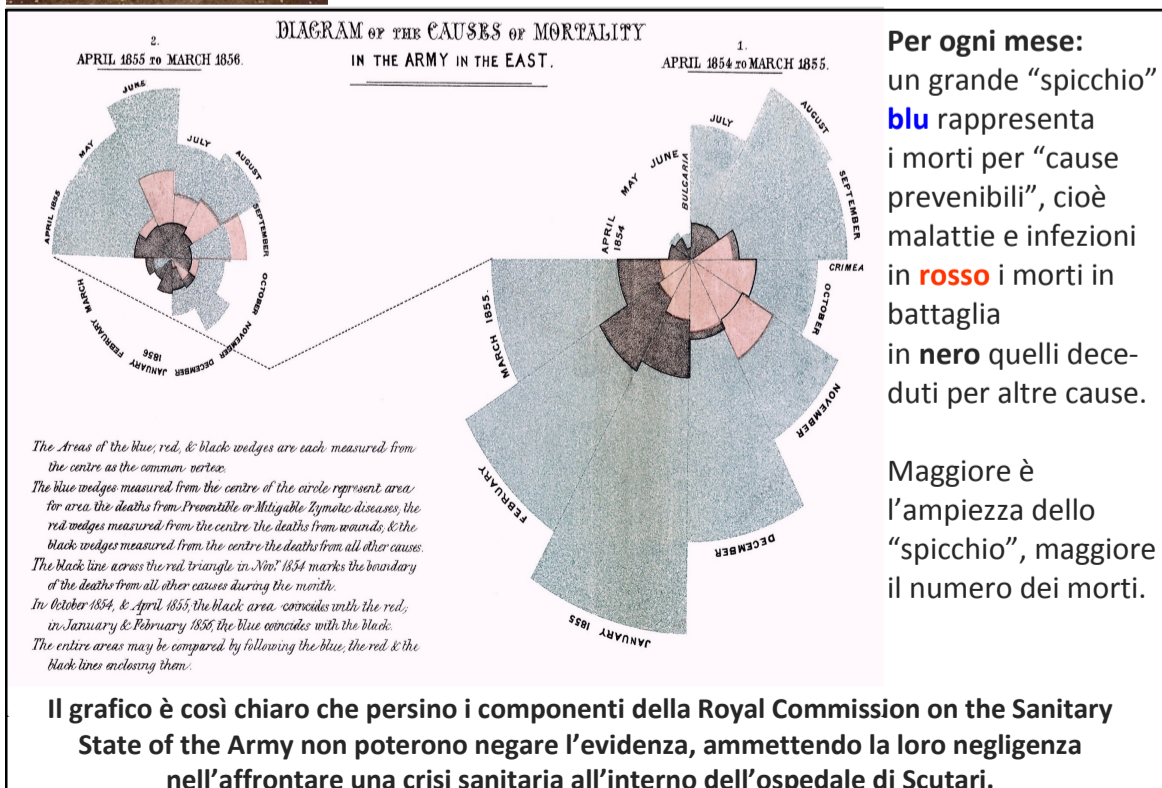 DIAGRAM OF THE CAUSES OF MORTALITY
IN THE ARMY IN THE EAST.
2.
APRIL 1855 TO MARCH 1856.
1.
APRIL 1854 TO MARCH 1855.
JUNE
JULY
AUGUST
SEPTEMBER
OCTOBER
NOVEMBER
DECEMBER
JANUARY 1856
FEBRUARY
MARCH
APRIL 1855
MAY
APRIL 1854
MAY
JUNE
BULGARIA
JULY
AUGUST
SEPTEMBER
CRIMEA
OCTOBER
NOVEMBER
DECEMBER
JANUARY 1855
FEBRUARY
MARCH 1855.
The Areas of the blue, red, & black wedges are each measured from
the centre as the common vertex.
The blue wedges measured from the centre of the circle represent area
for area the deaths from Preventible or Mitigable Zymotic diseases, the
red wedges measured from the centre the deaths from wounds, & the
black wedges measured from the centre the deaths from all other causes.
The black line across the red triangle in Novr. 1854 marks the boundary
of the deaths from all other causes during the month.
In October 1854, & April 1855, the black area coincides with the red;
in January & February 1856, the blue coincides with the black.
The entire areas may be compared by following the blue, the red & the
black lines enclosing them.
Per ogni mese:
un grande “spicchio”
blu rappresenta
i morti per “cause
prevenibili”, cioè
malattie e infezioni
in rosso i morti in
battaglia
in nero quelli dece-
duti per altre cause.
Maggiore è
l’ampiezza dello
“spicchio”, maggiore
il numero dei morti.
Il grafico è così chiaro che persino i componenti della Royal Commission on the Sanitary
State of the Army non poterono negare l’evidenza, ammettendo la loro negligenza
nell’affrontare una crisi sanitaria all’interno dell’ospedale di Scutari.